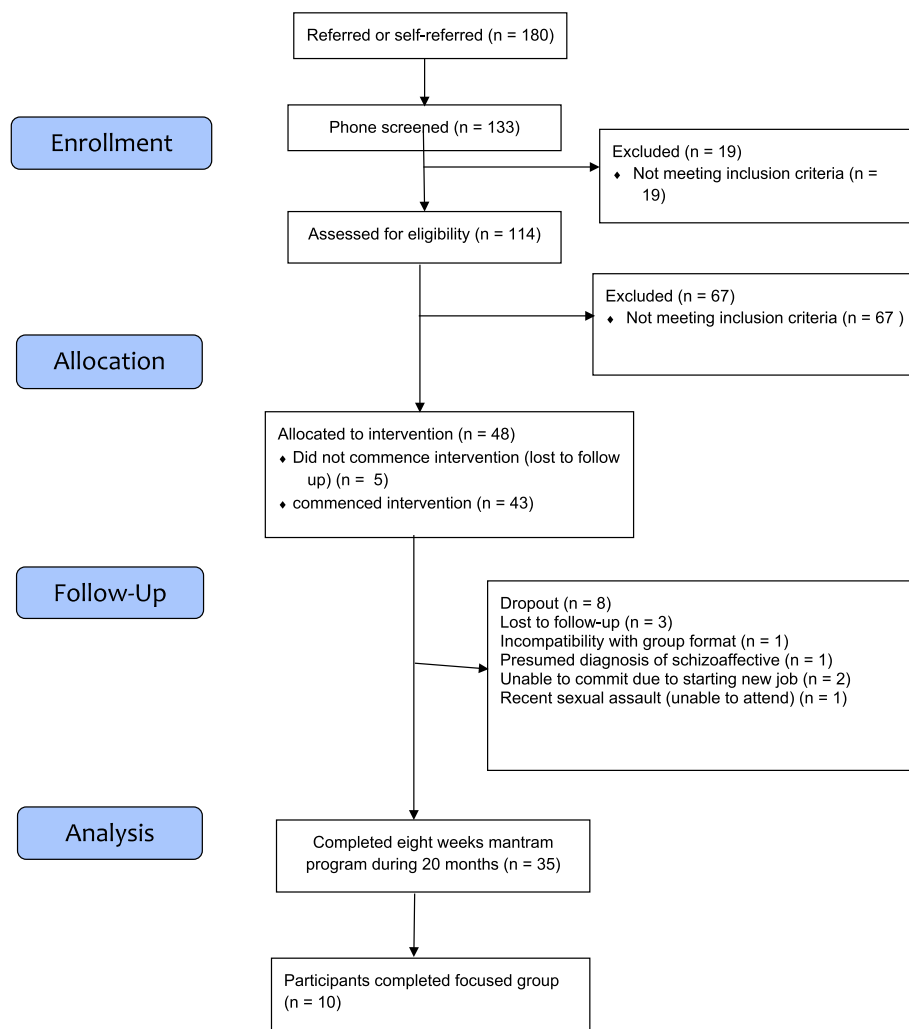 Referred or self-referred (n = 180)
Enrollment
Phone screened (n = 133)
Excluded (n = 19)
♦ Not meeting inclusion criteria (n =
19)
Assessed for eligibility (n = 114)
Excluded (n = 67)
♦ Not meeting inclusion criteria (n = 67 )
Allocation
Allocated to intervention (n = 48)
♦ Did not commence intervention (lost to follow
up) (n = 5)
♦ commenced intervention (n = 43)
Follow-Up
Dropout (n = 8)
Lost to follow-up (n = 3)
Incompatibility with group format (n = 1)
Presumed diagnosis of schizoaffective (n = 1)
Unable to commit due to starting new job (n = 2)
Recent sexual assault (unable to attend) (n = 1)
Analysis
Completed eight weeks mantram
program during 20 months (n = 35)
Participants completed focused group
(n = 10)